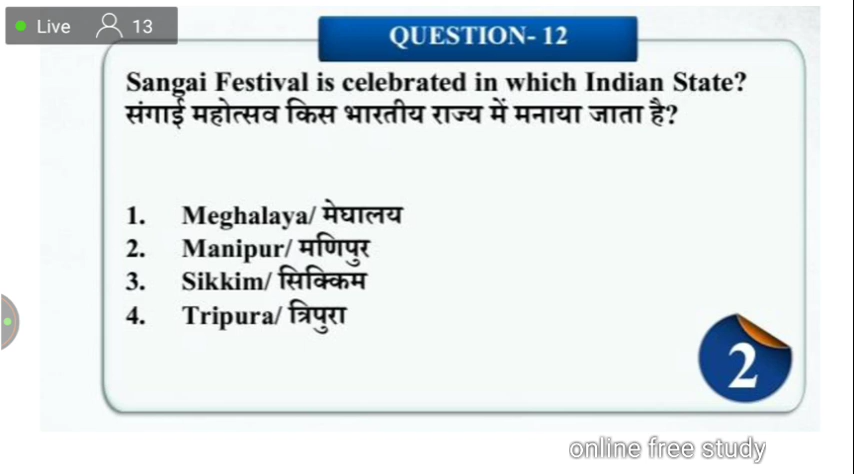 Live 13
QUESTION- 12
Sangai Festival is celebrated in which Indian State?
संगाई महोत्सव किस भारतीय राज्य में मनाया जाता है?
1. Meghalaya/ मेघालय
2. Manipur/ मणिपुर
3. Sikkim/ सिक्किम
4. Tripura/ त्रिपुरा
2
online free study